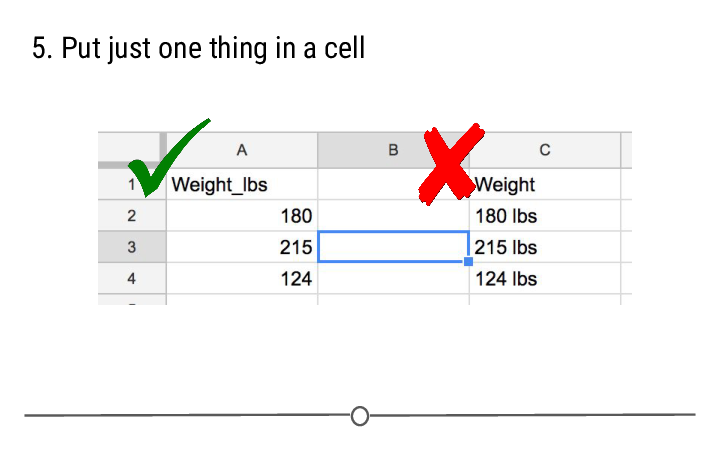 5. Put just one thing in a cell
A B C
1 Weight_lbs Weight
2 180 180 lbs
3 215 215 lbs
4 124 124 lbs